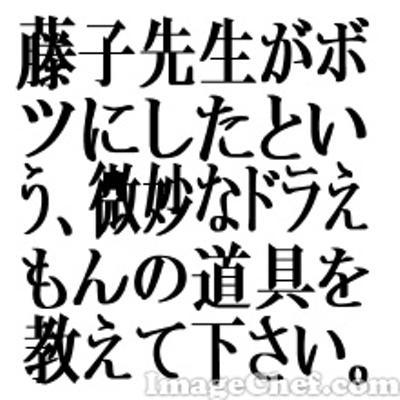 藤子先生がボ
ツにしたとい
う、微妙なドラえ
もんの道具を
教えて下さい。
ImageChef.com